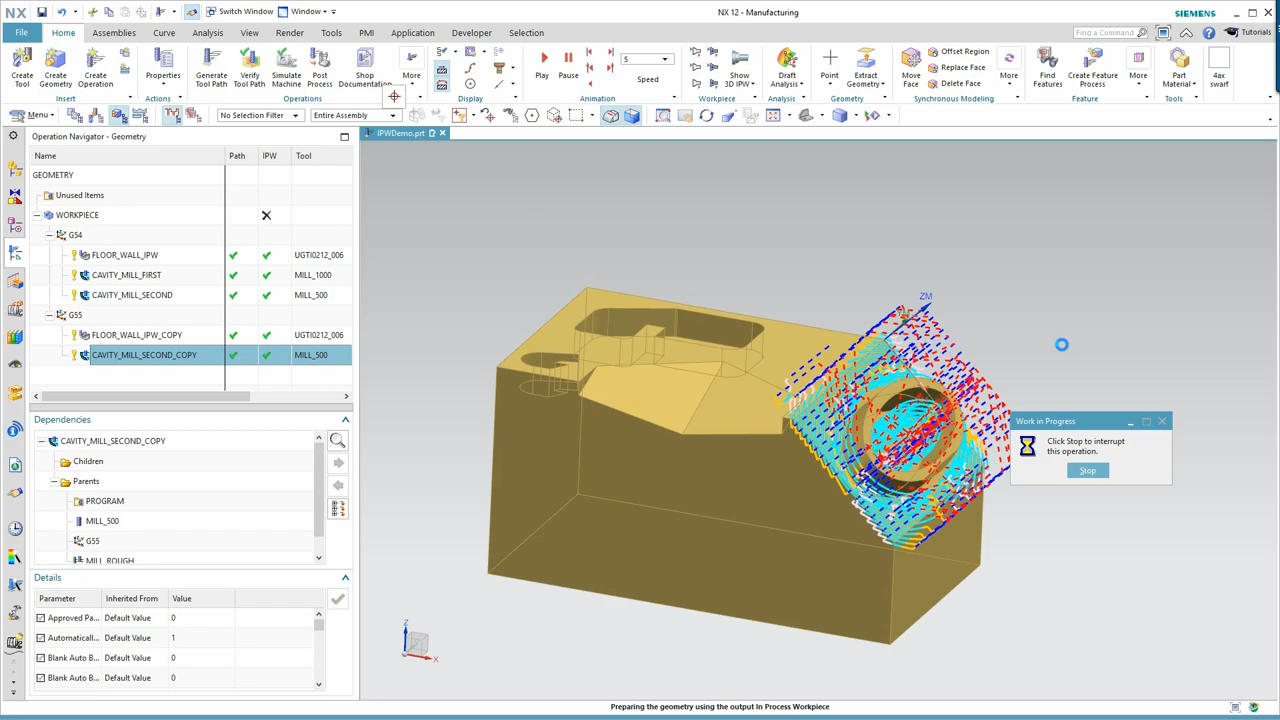 NX
Switch Window
Window
NX 12 - Manufacturing
SIEMENS
File Home Assemblies Curve Analysis View Render Tools PMI Application Developer Selection
Find a Command
Tutorials
Create Tool
Create Geometry
Create Operation
Insert
Properties
Actions
Generate Tool Path
Verify Tool Path
Simulate Machine
Post Process
Shop Documentation
More
Operations
Display
Play
Pause
5
Speed
Animation
Show 3D IPW
Workpiece
Draft Analysis
Analysis
Point
Extract Geometry
Geometry
Move Face
Offset Region
Replace Face
Delete Face
More
Synchronous Modeling
Find Features
Create Feature Process
More
Feature
Part Material
4axr
Tools
Menu
No Selection Filter
Entire Assembly
Operation Navigator - Geometry
IPWDemo.prt
Name Path IPW Tool
GEOMETRY
Unused Items
WORKPIECE
G54
FLOOR_WALL_IPW UGTI0212_006
CAVITY_MILL_FIRST MILL_1000
CAVITY_MILL_SECOND MILL_500
G55
FLOOR_WALL_IPW_COPY UGTI0212_006
CAVITY_MILL_SECOND_COPY MILL_500
Dependencies
CAVITY_MILL_SECOND_COPY
Children
Parents
PROGRAM
MILL_500
G55
MILL_ROUGH
Details
Parameter Inherited From Value
Approved Pa... Default Value 0
Automaticall... Default Value 1
Blank Auto B... Default Value 0
Blank Auto B... Default Value 0
ZM
Work in Progress
Click Stop to interrupt
this operation.
Stop
Z
X
Preparing the geometry using the output In Process Workpiece